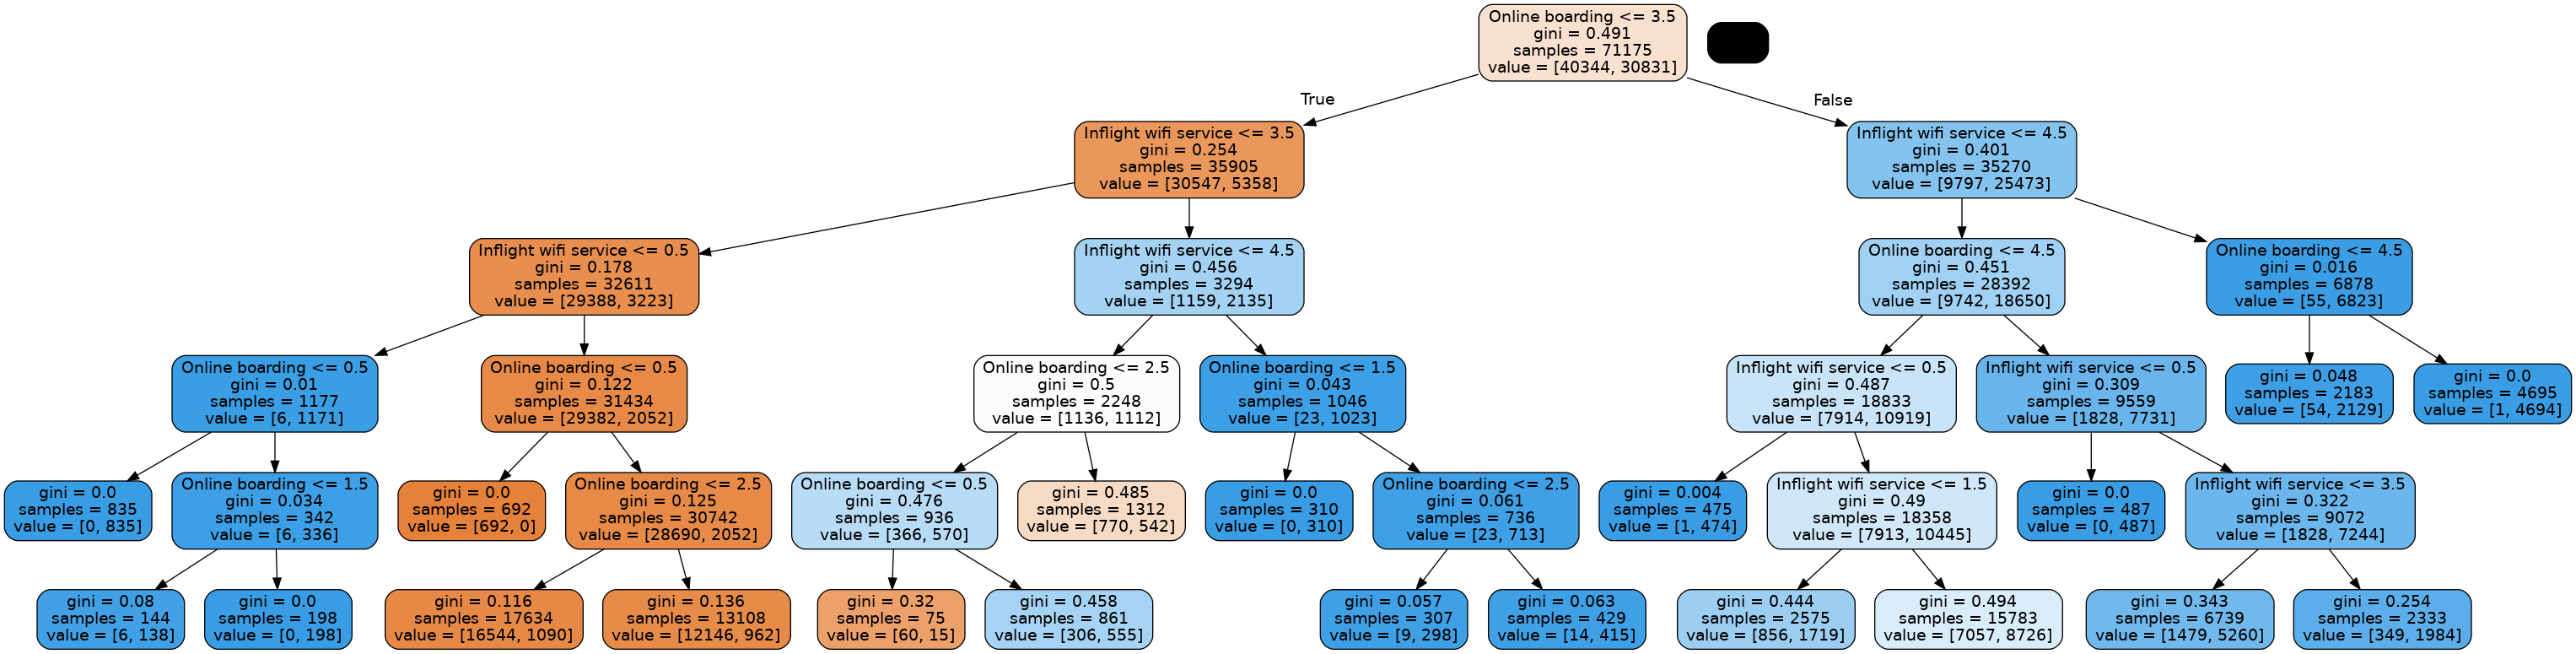 Online boarding <= 3.5
gini = 0.491
samples = 71175
value = [40344, 30831]
True
False
Inflight wifi service <= 3.5
gini = 0.254
samples = 35905
value = [30547, 5358]
Inflight wifi service <= 4.5
gini = 0.401
samples = 35270
value = [9797, 25473]
Inflight wifi service <= 0.5
gini = 0.178
samples = 32611
value = [29388, 3223]
Inflight wifi service <= 4.5
gini = 0.456
samples = 3294
value = [1159, 2135]
Online boarding <= 4.5
gini = 0.451
samples = 28392
value = [9742, 18650]
Online boarding <= 4.5
gini = 0.016
samples = 6878
value = [55, 6823]
Online boarding <= 0.5
gini = 0.01
samples = 1177
value = [6, 1171]
Online boarding <= 0.5
gini = 0.122
samples = 31434
value = [29382, 2052]
Online boarding <= 2.5
gini = 0.5
samples = 2248
value = [1136, 1112]
Online boarding <= 1.5
gini = 0.043
samples = 1046
value = [23, 1023]
Inflight wifi service <= 0.5
gini = 0.487
samples = 18833
value = [7914, 10919]
Inflight wifi service <= 0.5
gini = 0.309
samples = 9559
value = [1828, 7731]
gini = 0.048
samples = 2183
value = [54, 2129]
gini = 0.0
samples = 4695
value = [1, 4694]
gini = 0.0
samples = 835
value = [0, 835]
Online boarding <= 1.5
gini = 0.034
samples = 342
value = [6, 336]
gini = 0.0
samples = 692
value = [692, 0]
Online boarding <= 2.5
gini = 0.125
samples = 30742
value = [28690, 2052]
Online boarding <= 0.5
gini = 0.476
samples = 936
value = [366, 570]
gini = 0.485
samples = 1312
value = [770, 542]
gini = 0.0
samples = 310
value = [0, 310]
Online boarding <= 2.5
gini = 0.061
samples = 736
value = [23, 713]
gini = 0.004
samples = 475
value = [1, 474]
Inflight wifi service <= 1.5
gini = 0.49
samples = 18358
value = [7913, 10445]
gini = 0.0
samples = 487
value = [0, 487]
Inflight wifi service <= 3.5
gini = 0.322
samples = 9072
value = [1828, 7244]
gini = 0.08
samples = 144
value = [6, 138]
gini = 0.0
samples = 198
value = [0, 198]
gini = 0.116
samples = 17634
value = [16544, 1090]
gini = 0.136
samples = 13108
value = [12146, 962]
gini = 0.32
samples = 75
value = [60, 15]
gini = 0.458
samples = 861
value = [306, 555]
gini = 0.057
samples = 307
value = [9, 298]
gini = 0.063
samples = 429
value = [14, 415]
gini = 0.444
samples = 2575
value = [856, 1719]
gini = 0.494
samples = 15783
value = [7057, 8726]
gini = 0.343
samples = 6739
value = [1479, 5260]
gini = 0.254
samples = 2333
value = [349, 1984]